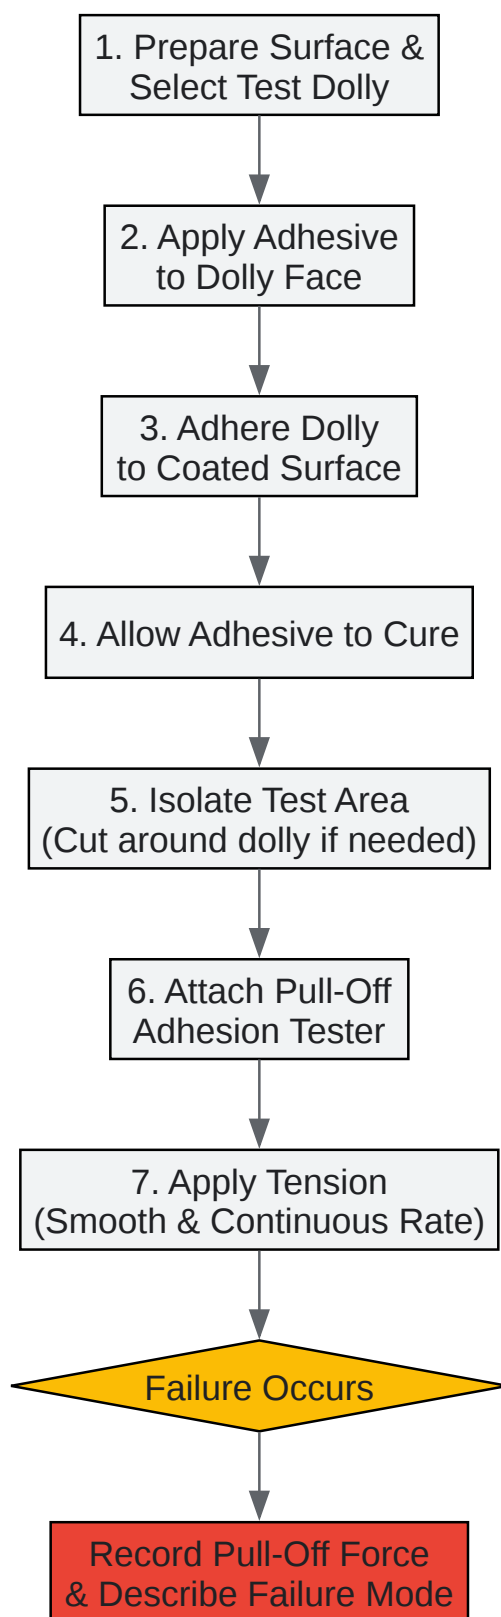 1. Prepare Surface &
Select Test Dolly
2. Apply Adhesive
to Dolly Face
3. Adhere Dolly
to Coated Surface
4. Allow Adhesive to Cure
5. Isolate Test Area
(Cut around dolly if needed)
6. Attach Pull-Off
Adhesion Tester
7. Apply Tension
(Smooth & Continuous Rate)
Failure Occurs
Record Pull-Off Force
& Describe Failure Mode